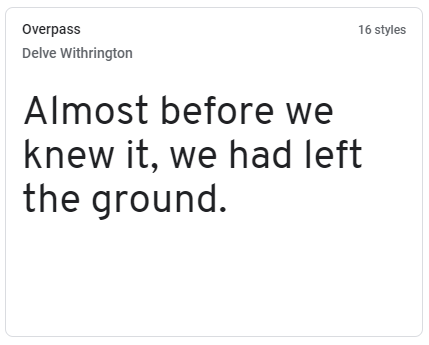 Overpass
16 styles
Delve Withrington
Almost before we
knew it, we had left
the ground.